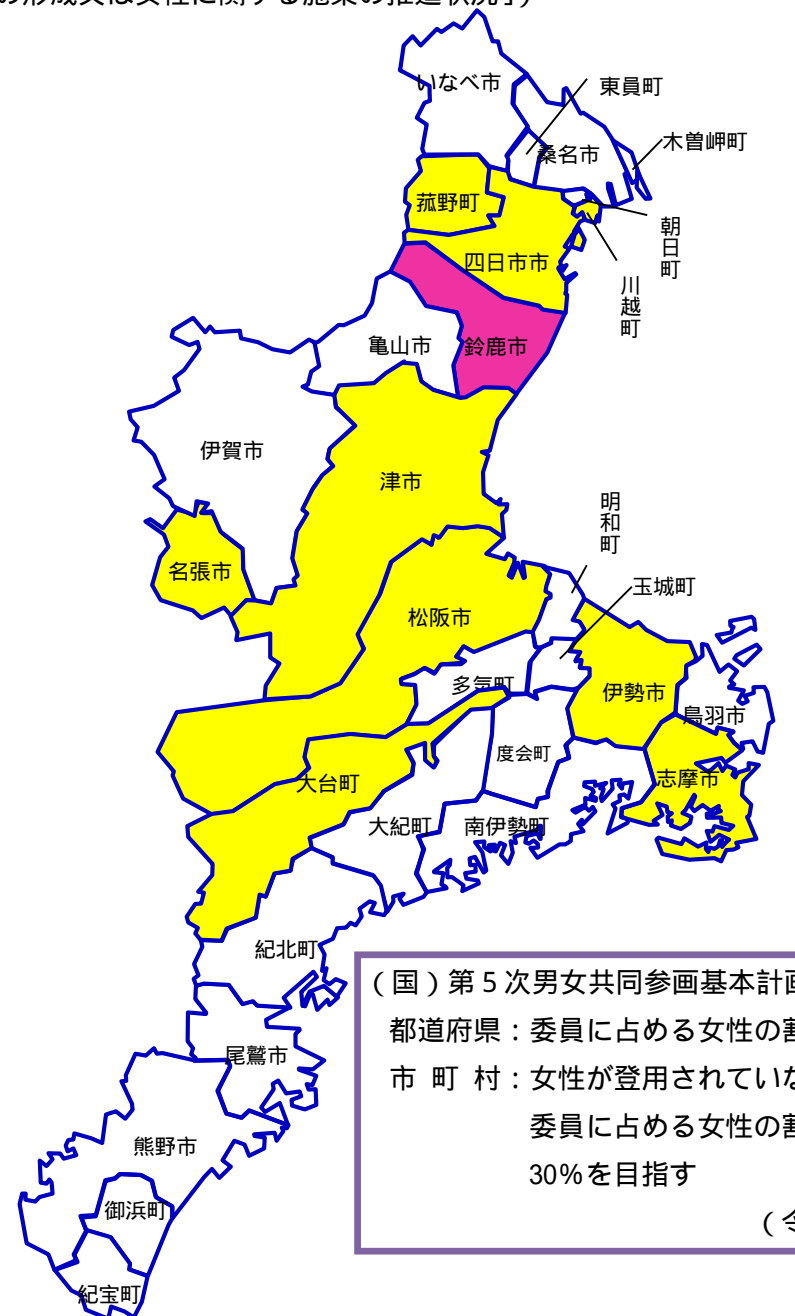 の形成又は女性に関する施策の推進状況」)
いなべ市
東員町
桑名市
木曽岬町
菰野町
朝日町
四日市市
川越町
亀山市
鈴鹿市
伊賀市
津市
明和町
名張市
玉城町
松阪市
多気町
伊勢市
鳥羽市
度会町
志摩市
大台町
大紀町
南伊勢町
紀北町
(国)第5次男女共同参画基本計画
都道府県:委員に占める女性の割
市 町 村:女性が登用されていな
委員に占める女性の割
30%を目指す
(令
尾鷲市
熊野市
御浜町
紀宝町